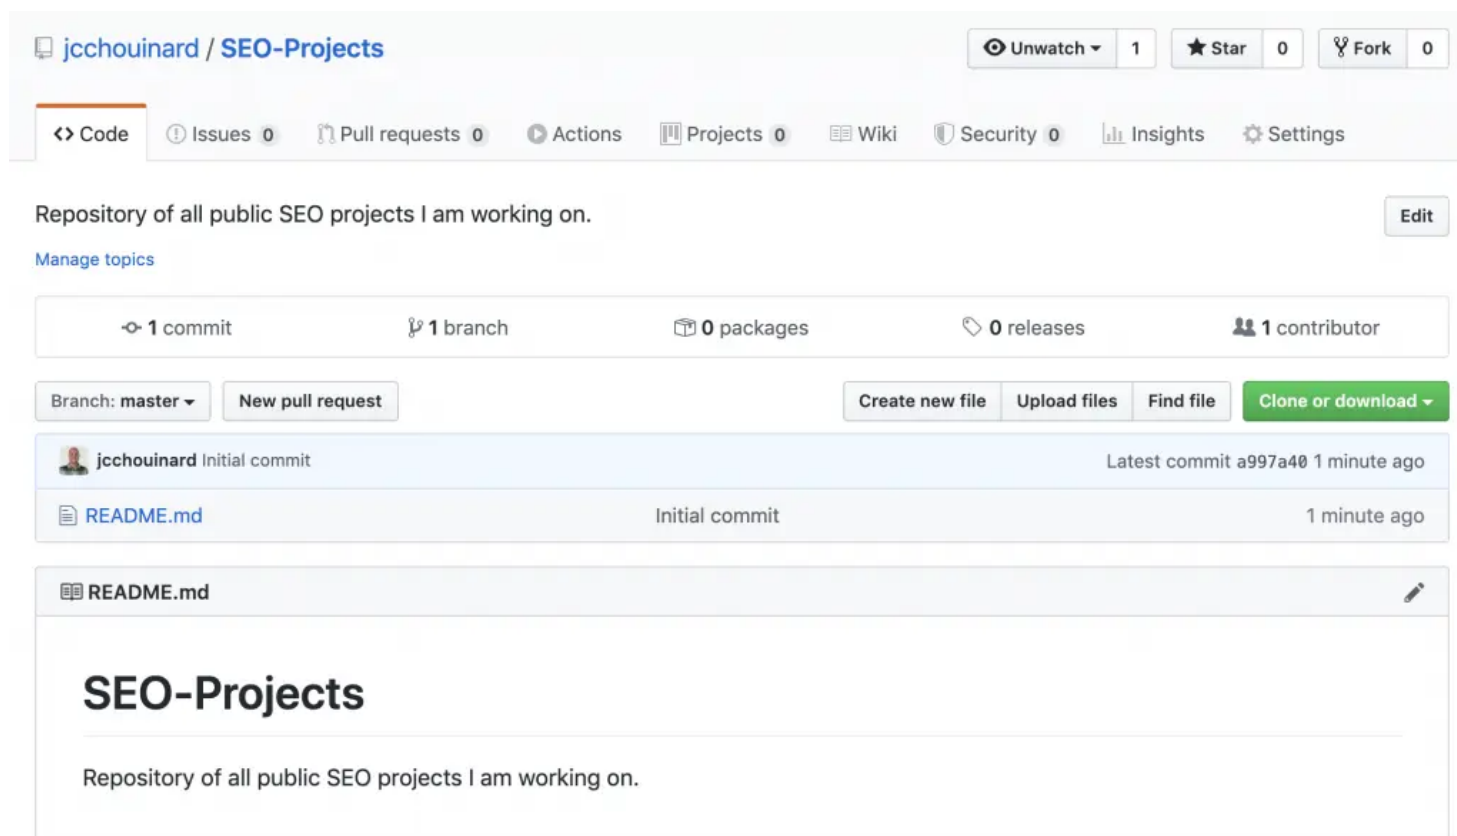 jcchouinard / SEO-Projects
Unwatch 1 Star 0 Fork 0
<> Code Issues 0 Pull requests 0 Actions Projects 0 Wiki Security 0 Insights Settings
Repository of all public SEO projects I am working on. Edit
Manage topics
1 commit 1 branch 0 packages 0 releases 1 contributor
Branch: master New pull request Create new file Upload files Find file Clone or download
jcchouinard Initial commit Latest commit a997a40 1 minute ago
README.md Initial commit 1 minute ago
README.md
SEO-Projects
Repository of all public SEO projects I am working on.